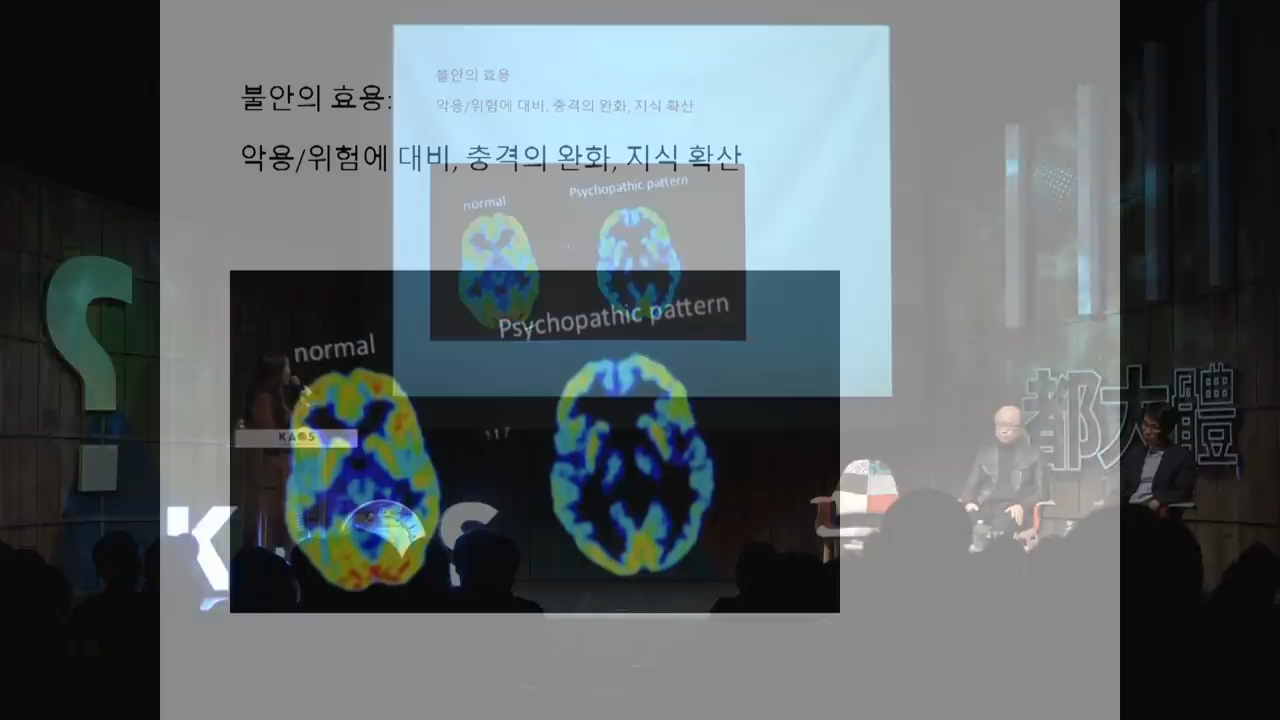 불안의 효용:
악용/위험에 대비, 충격의 완화, 지식 확산
normal
Psychopathic pattern
117
불안의 효용
악용/위험에 대비, 충격의 완화, 지식 확산
normal
Psychopathic pattern
KAOS
K
S
都大體